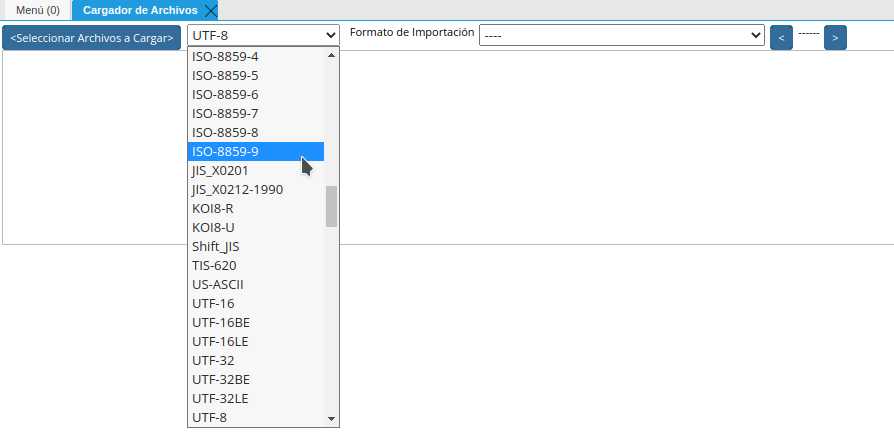 Menú (0)
Cargador de Archivos
<Seleccionar Archivos a Cargar>
UTF-8
Formato de Importación
----
<
------
>
ISO-8859-4
ISO-8859-5
ISO-8859-6
ISO-8859-7
ISO-8859-8
ISO-8859-9
JIS_X0201
JIS_X0212-1990
KOI8-R
KOI8-U
Shift_JIS
TIS-620
US-ASCII
UTF-16
UTF-16BE
UTF-16LE
UTF-32
UTF-32BE
UTF-32LE
UTF-8